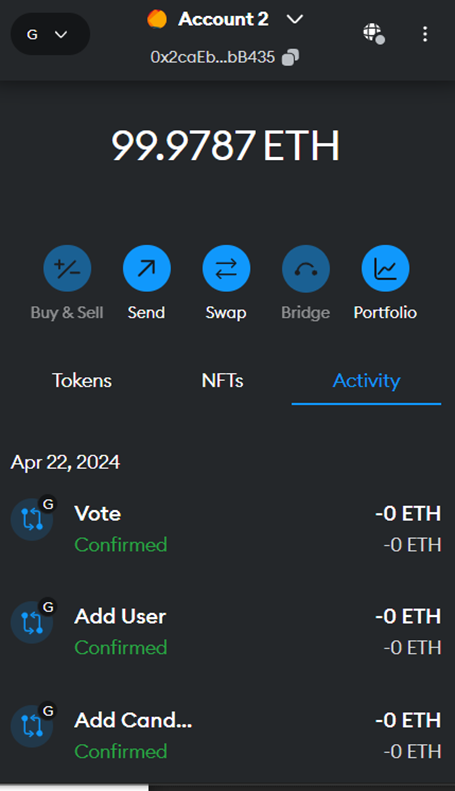 G
Account 2
0x2caEb...bB435
99.9787 ETH
Buy & Sell Send Swap Bridge Portfolio
Tokens NFTs Activity
Apr 22, 2024
G
Vote -0 ETH
Confirmed -0 ETH
G
Add User -0 ETH
Confirmed -0 ETH
G
Add Cand... -0 ETH
Confirmed -0 ETH